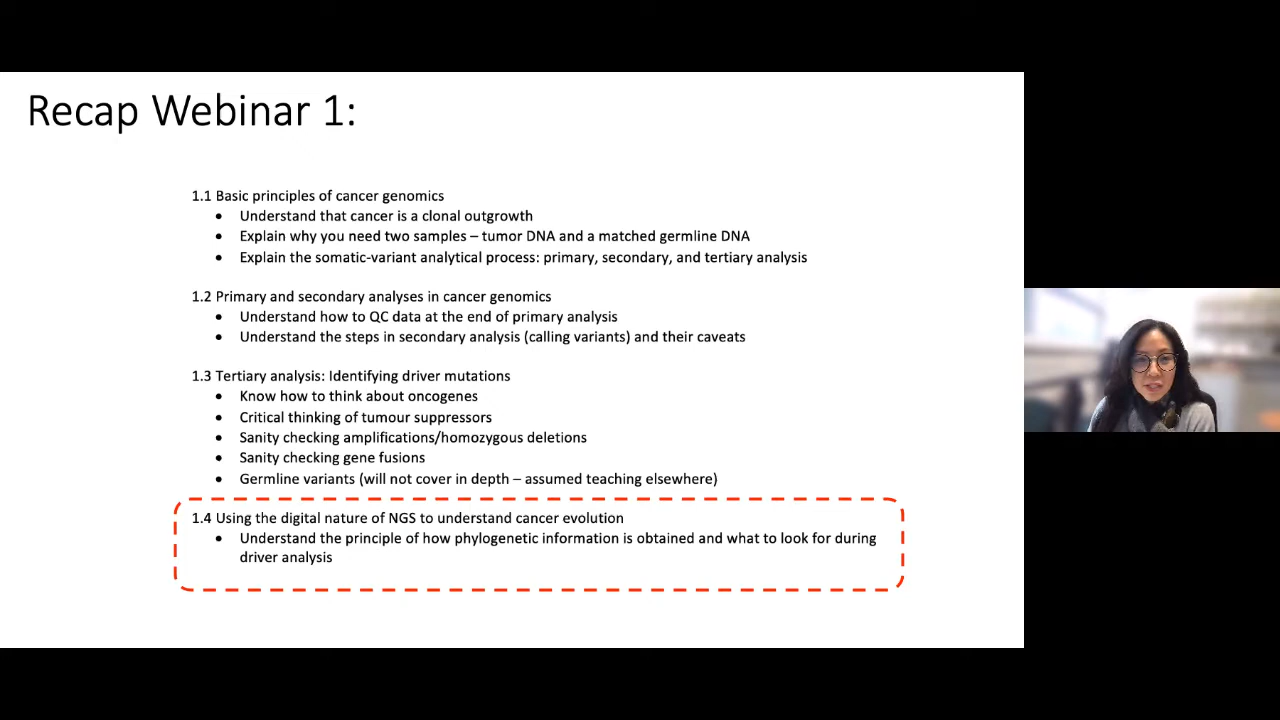 Recap Webinar 1:
1.1 Basic principles of cancer genomics
• Understand that cancer is a clonal outgrowth
• Explain why you need two samples – tumor DNA and a matched germline DNA
• Explain the somatic-variant analytical process: primary, secondary, and tertiary analysis
1.2 Primary and secondary analyses in cancer genomics
• Understand how to QC data at the end of primary analysis
• Understand the steps in secondary analysis (calling variants) and their caveats
1.3 Tertiary analysis: Identifying driver mutations
• Know how to think about oncogenes
• Critical thinking of tumour suppressors
• Sanity checking amplifications/homozygous deletions
• Sanity checking gene fusions
• Germline variants (will not cover in depth – assumed teaching elsewhere)
1.4 Using the digital nature of NGS to understand cancer evolution
• Understand the principle of how phylogenetic information is obtained and what to look for during
driver analysis